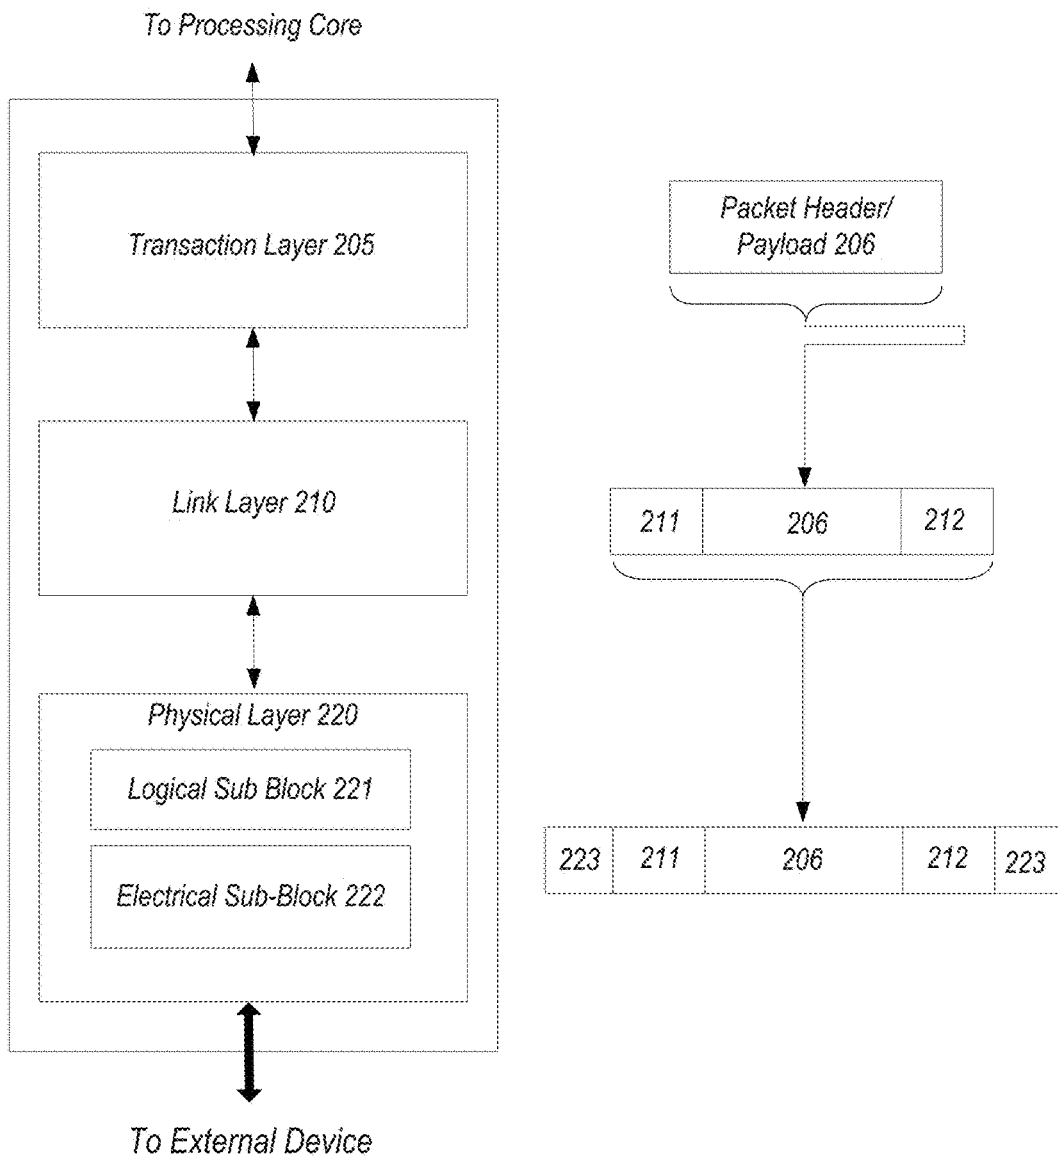 To Processing Core
Transaction Layer 205
Link Layer 210
Physical Layer 220
Logical Sub Block 221
Electrical Sub-Block 222
To External Device
Packet Header/
Payload 206
211 206 212
223 211 206 212 223